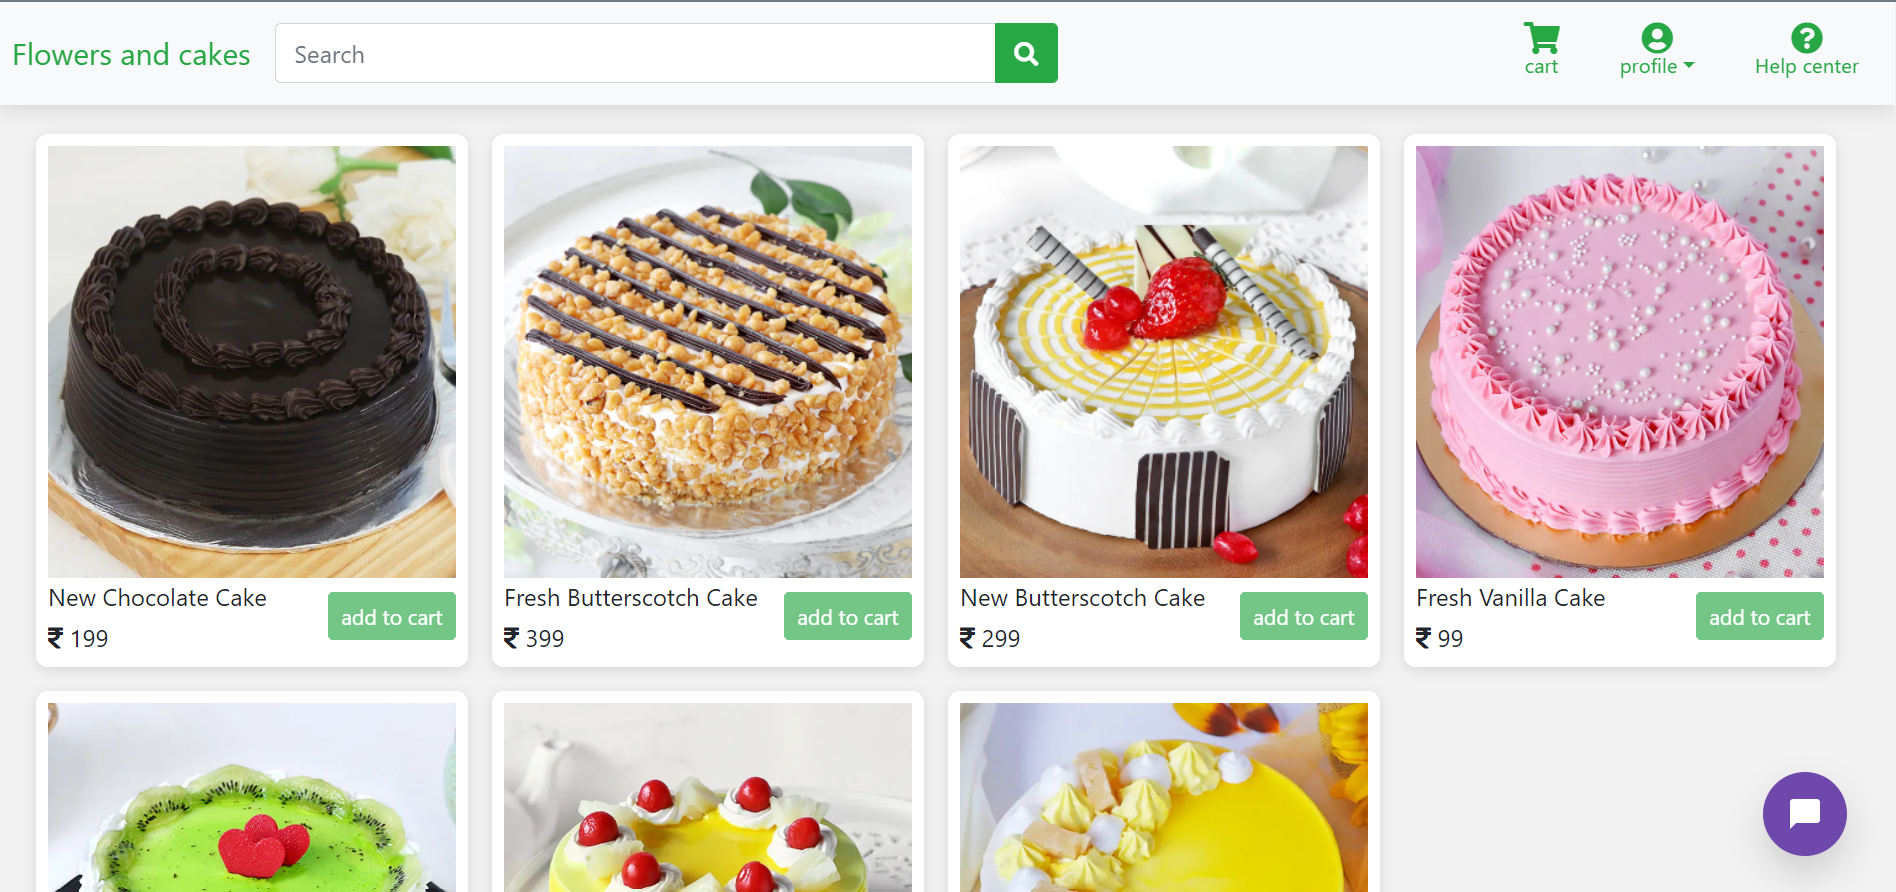 Flowers and cakes
Search
cart
profile
Help center
New Chocolate Cake
₹ 199
add to cart
Fresh Butterscotch Cake
₹ 399
add to cart
New Butterscotch Cake
₹ 299
add to cart
Fresh Vanilla Cake
₹ 99
add to cart